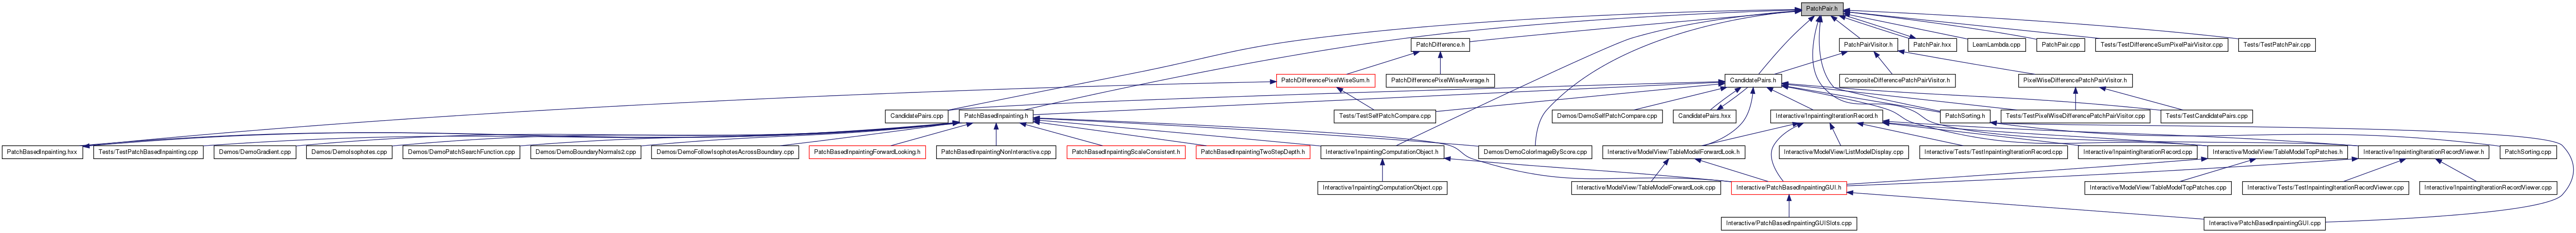 PatchPair.h
PatchDifference.h
PatchPairVisitor.h
PatchPair.hxx
LearnLambda.cpp
PatchPair.cpp
Tests/TestDifferenceSumPixelPairVisitor.cpp
Tests/TestPatchPair.cpp
PatchDifferencePixelWiseSum.h
PatchDifferencePixelWiseAverage.h
CandidatePairs.h
CompositeDifferencePatchPairVisitor.h
PixelWiseDifferencePatchPairVisitor.h
CandidatePairs.cpp
PatchBasedInpainting.h
Tests/TestSelfPatchCompare.cpp
Demos/DemoSelfPatchCompare.cpp
CandidatePairs.hxx
Interactive/InpaintingIterationRecord.h
PatchSorting.h
Tests/TestPixelWiseDifferencePatchPairVisitor.cpp
Tests/TestCandidatePairs.cpp
PatchBasedInpainting.hxx
Tests/TestPatchBasedInpainting.cpp
Demos/DemoGradient.cpp
Demos/DemoIsophotes.cpp
Demos/DemoPatchSearchFunction.cpp
Demos/DemoBoundaryNormals2.cpp
Demos/DemoFollowIsophotesAcrossBoundary.cpp
PatchBasedInpaintingForwardLooking.h
PatchBasedInpaintingNonInteractive.cpp
PatchBasedInpaintingScaleConsistent.h
PatchBasedInpaintingTwoStepDepth.h
Interactive/InpaintingComputationObject.h
Demos/DemoColorImageByScore.cpp
Interactive/ModelView/TableModelForwardLook.h
Interactive/ModelView/ListModelDisplay.cpp
Interactive/Tests/TestInpaintingIterationRecord.cpp
Interactive/InpaintingIterationRecord.cpp
Interactive/ModelView/TableModelTopPatches.h
Interactive/InpaintingIterationRecordViewer.h
PatchSorting.cpp
Interactive/InpaintingComputationObject.cpp
Interactive/ModelView/TableModelForwardLook.cpp
Interactive/PatchBasedInpaintingGUI.h
Interactive/ModelView/TableModelTopPatches.cpp
Interactive/Tests/TestInpaintingIterationRecordViewer.cpp
Interactive/InpaintingIterationRecordViewer.cpp
Interactive/PatchBasedInpaintingGUISlots.cpp
Interactive/PatchBasedInpaintingGUI.cpp